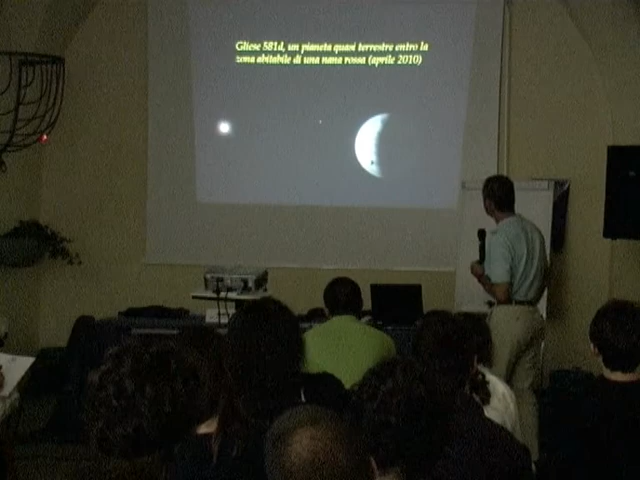 Gliese 581d, un pianeta quasi terrestre entro la
zona abitabile di una nana rossa (aprile 2010)